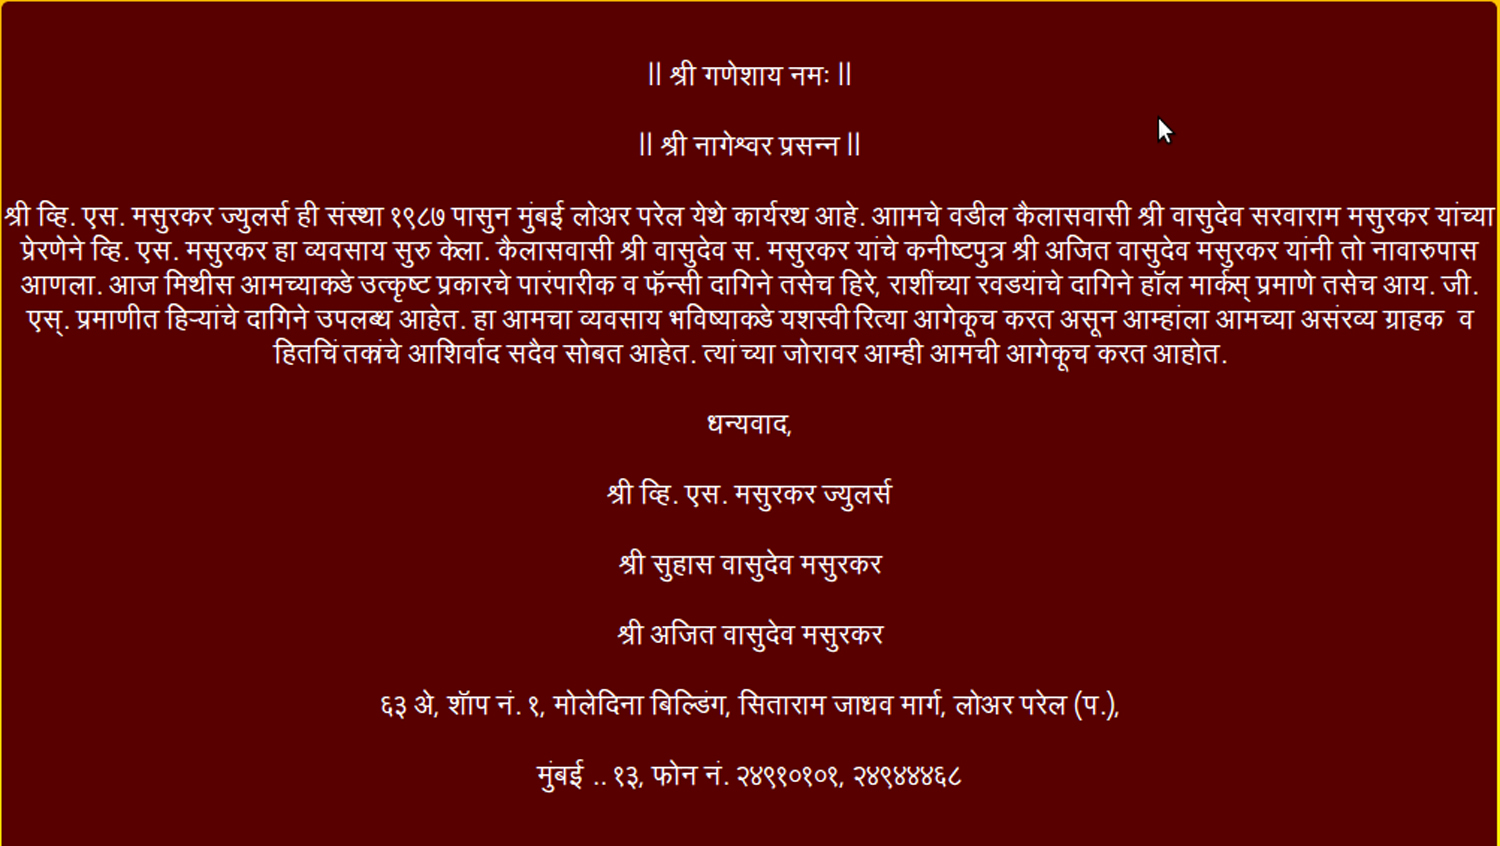 || श्री गणेशाय नमः ||
|| श्री नागेश्वर प्रसन्न ||
श्री व्हि. एस. मसुरकर ज्युलर्स ही संस्था १९८७ पासुन मुंबई लोअर परेल येथे कार्यरथ आहे. आामचे वडील कैलासवासी श्री वासुदेव सरवाराम मसुरकर यांच्या
प्रेरणेने व्हि. एस. मसुरकर हा व्यवसाय सुरु केला. कैलासवासी श्री वासुदेव स. मसुरकर यांचे कनीष्टपुत्र श्री अजित वासुदेव मसुरकर यांनी तो नावारुपास
आणला. आज मिथीस आमच्याकडे उत्कृष्ट प्रकारचे पारंपारीक व फॅन्सी दागिने तसेच हिरे, राशींच्या रवडयांचे दागिने हॉल मार्कस् प्रमाणे तसेच आय. जी.
एस्. प्रमाणीत हिऱ्यांचे दागिने उपलब्ध आहेत. हा आमचा व्यवसाय भविष्याकडे यशस्वीरित्या आगेकूच करत असून आम्हांला आमच्या असंख्य ग्राहक व
हितचिंतकांचे आशिर्वाद सदैव सोबत आहेत. त्यांच्या जोरावर आम्ही आमची आगेकूच करत आहोत.
धन्यवाद,
श्री व्हि. एस. मसुरकर ज्युलर्स
श्री सुहास वासुदेव मसुरकर
श्री अजित वासुदेव मसुरकर
६३ अे, शॅाप नं. १, मोलेदिना बिल्डिंग, सिताराम जाधव मार्ग, लोअर परेल (प.),
मुंबई .. १३, फोन नं. २४९१०१०१, २४९४४४६८